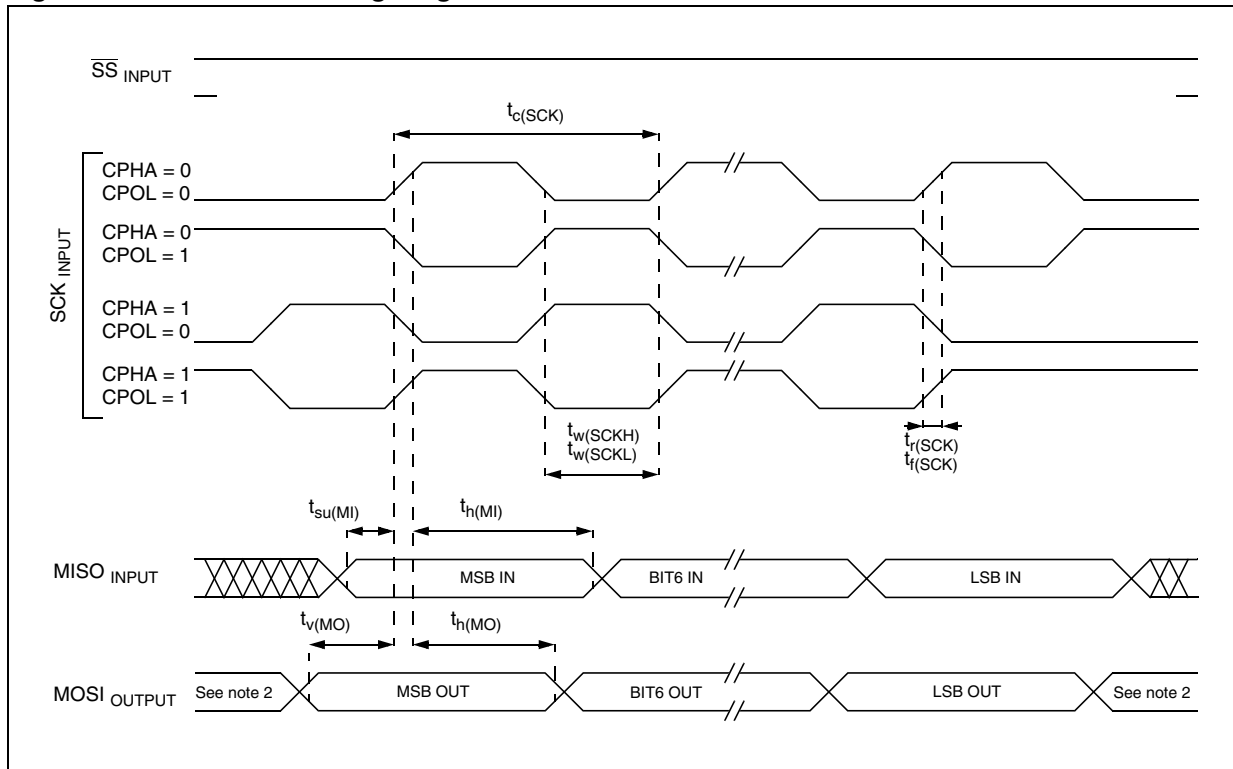 SS INPUT
tc(SCK)
SCK INPUT
CPHA = 0
CPOL = 0
CPHA = 0
CPOL = 1
CPHA = 1
CPOL = 0
CPHA = 1
CPOL = 1
tw(SCKH)
tw(SCKL)
tr(SCK)
tf(SCK)
tsu(MI)
th(MI)
MISO INPUT
MSB IN
BIT6 IN
LSB IN
tv(MO)
th(MO)
MOSI OUTPUT
See note 2
MSB OUT
BIT6 OUT
LSB OUT
See note 2